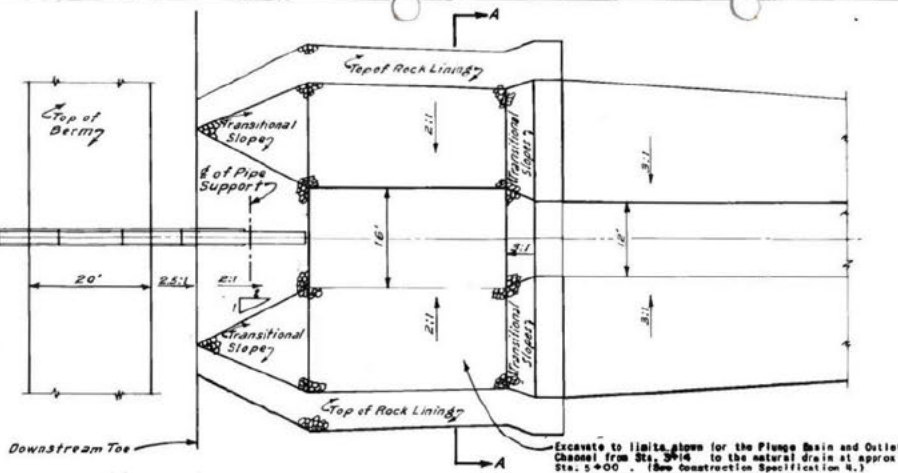 A
Top of Rock Lining
Top of
Berm
Transitional
Slope
2:1
Transitional
Slopes
3:1
℄ of Pipe
Support
16'
3:1
12'
20'
2.5:1
2:1
2
1
Transitional
Slope
2:1
Transitional
Slopes
3:1
Top of Rock Lining
Downstream Toe
A
Excavate to limits shown for the Plunge Basin and Outlet
Channel from Sta. 3+14 to the natural drain at approx
Sta. 5+00 . (See Construction Specification 4.)